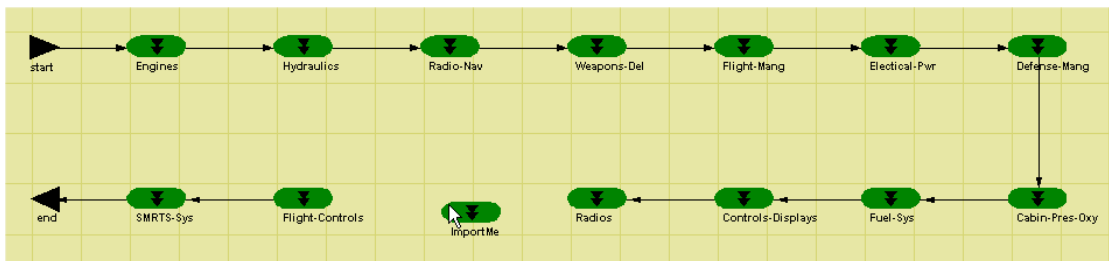 start
Engines
Hydraulics
Radio-Nav
Weapons-Del
Flight-Mang
Electical-Pwr
Defense-Mang
end
SMRTS-Sys
Flight-Controls
ImportMe
Radios
Controls-Displays
Fuel-Sys
Cabin-Pres-Oxy